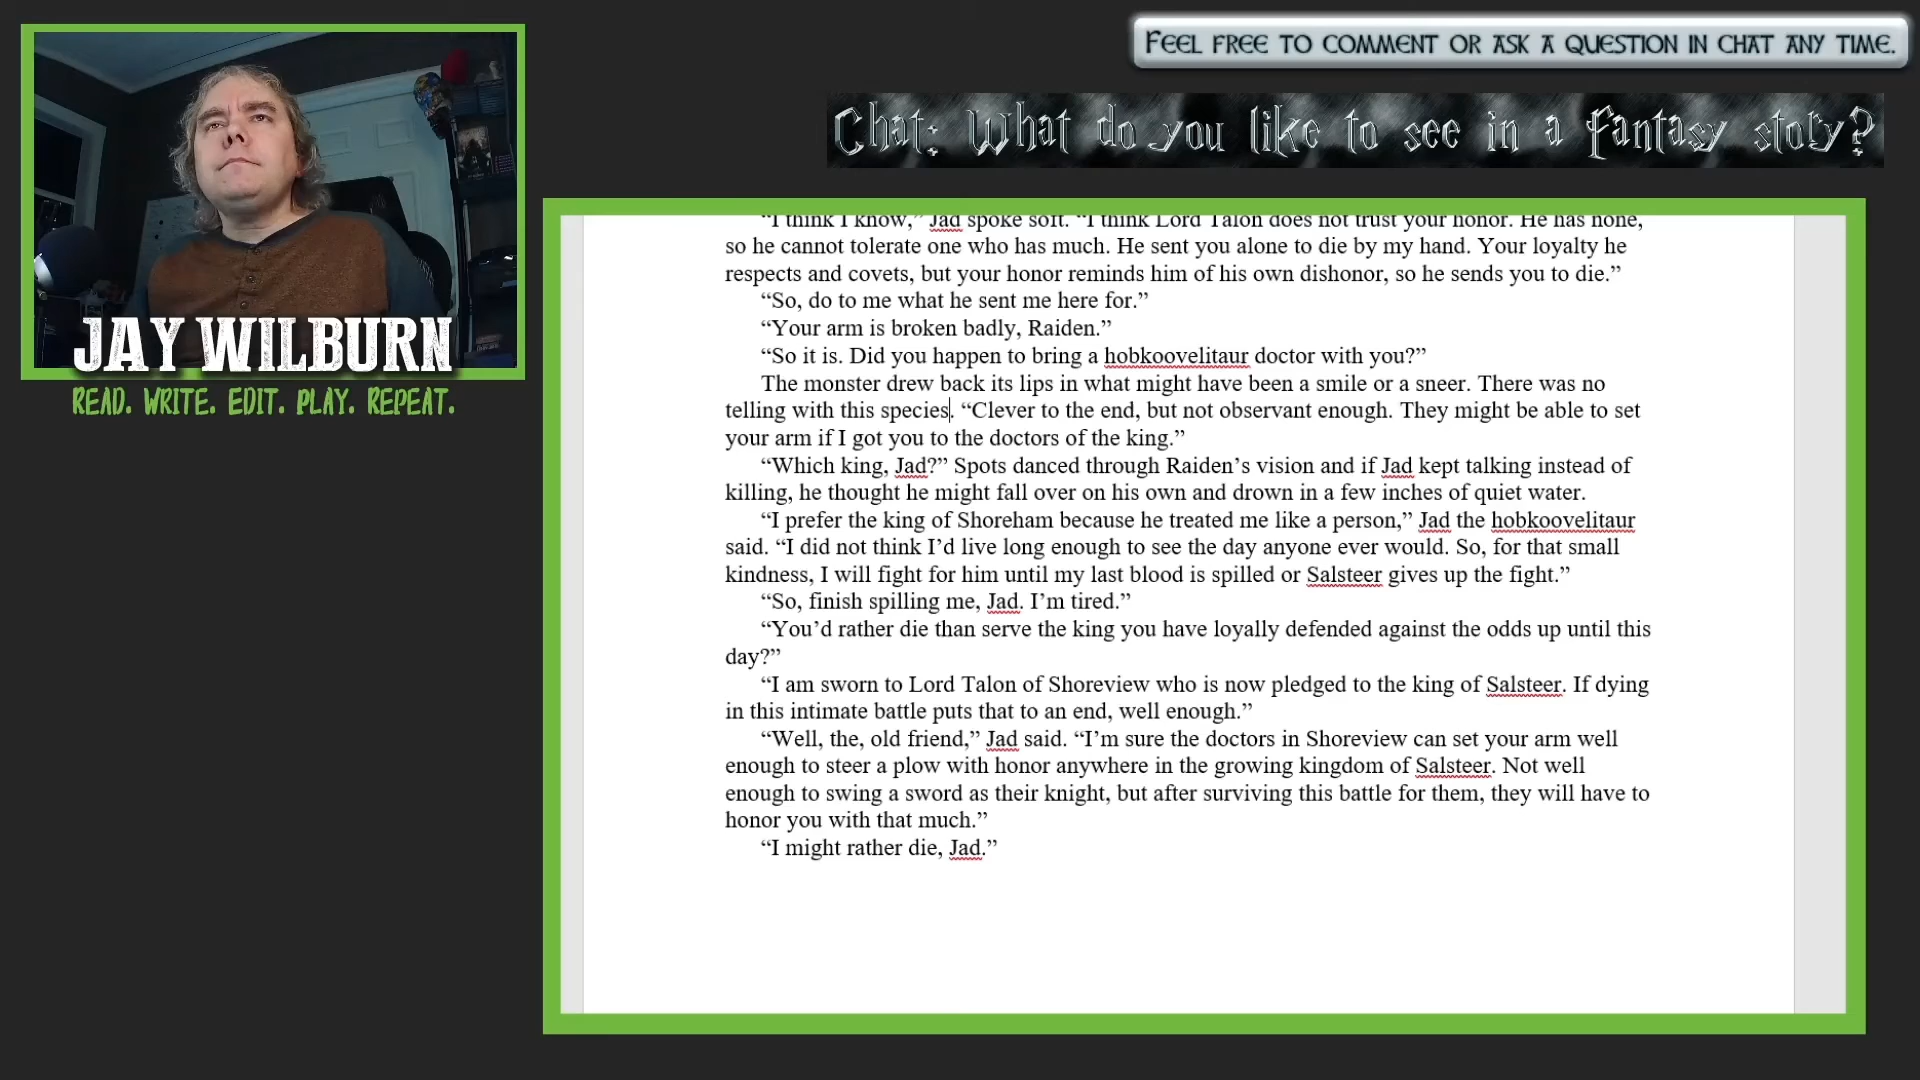 FEEL FREE TO COMMENT OR ASK A QUESTION IN CHAT ANY TIME.
Chat: What do you like to see in a fantasy story?
JAY WILBURN
READ. WRITE. EDIT. PLAY. REPEAT.
“I think I know,” Jad spoke soft. “I think Lord Talon does not trust your honor. He has none,
so he cannot tolerate one who has much. He sent you alone to die by my hand. Your loyalty he
respects and covets, but your honor reminds him of his own dishonor, so he sends you to die.”
“So, do to me what he sent me here for.”
“Your arm is broken badly, Raiden.”
“So it is. Did you happen to bring a hobkoovelitaur doctor with you?”
The monster drew back its lips in what might have been a smile or a sneer. There was no
telling with this species. “Clever to the end, but not observant enough. They might be able to set
your arm if I got you to the doctors of the king.”
“Which king, Jad?” Spots danced through Raiden’s vision and if Jad kept talking instead of
killing, he thought he might fall over on his own and drown in a few inches of quiet water.
“I prefer the king of Shoreham because he treated me like a person,” Jad the hobkoovelitaur
said. “I did not think I’d live long enough to see the day anyone ever would. So, for that small
kindness, I will fight for him until my last blood is spilled or Salsteer gives up the fight.”
“So, finish spilling me, Jad. I’m tired.”
“You’d rather die than serve the king you have loyally defended against the odds up until this
day?”
“I am sworn to Lord Talon of Shoreview who is now pledged to the king of Salsteer. If dying
in this intimate battle puts that to an end, well enough.”
“Well, the, old friend,” Jad said. “I’m sure the doctors in Shoreview can set your arm well
enough to steer a plow with honor anywhere in the growing kingdom of Salsteer. Not well
enough to swing a sword as their knight, but after surviving this battle for them, they will have to
honor you with that much.”
“I might rather die, Jad.”